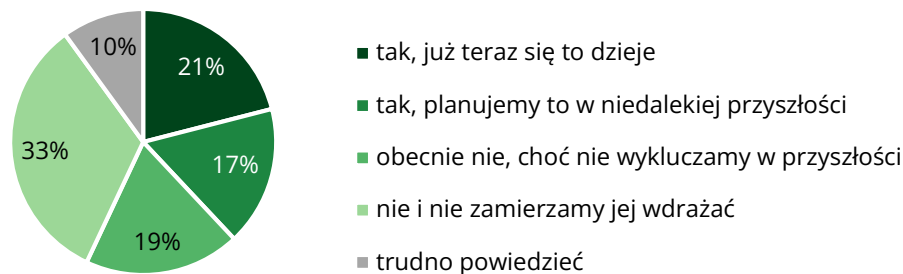 10%
21%
33%
17%
19%
tak, już teraz się to dzieje
tak, planujemy to w niedalekiej przyszłości
obecnie nie, choć nie wykluczamy w przyszłości
nie i nie zamierzamy jej wdrażać
trudno powiedzieć